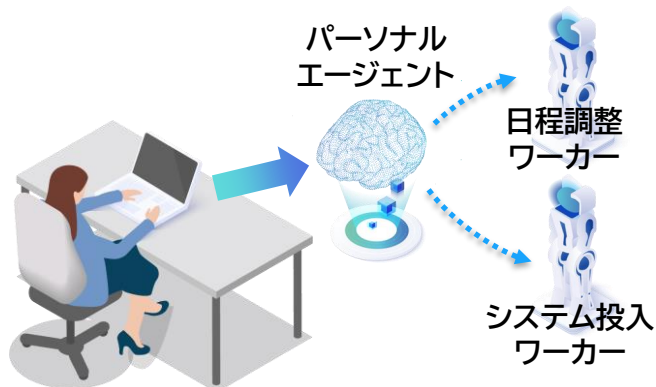 パーソナル
エージェント
日程調整
ワーカー
システム投入
ワーカー